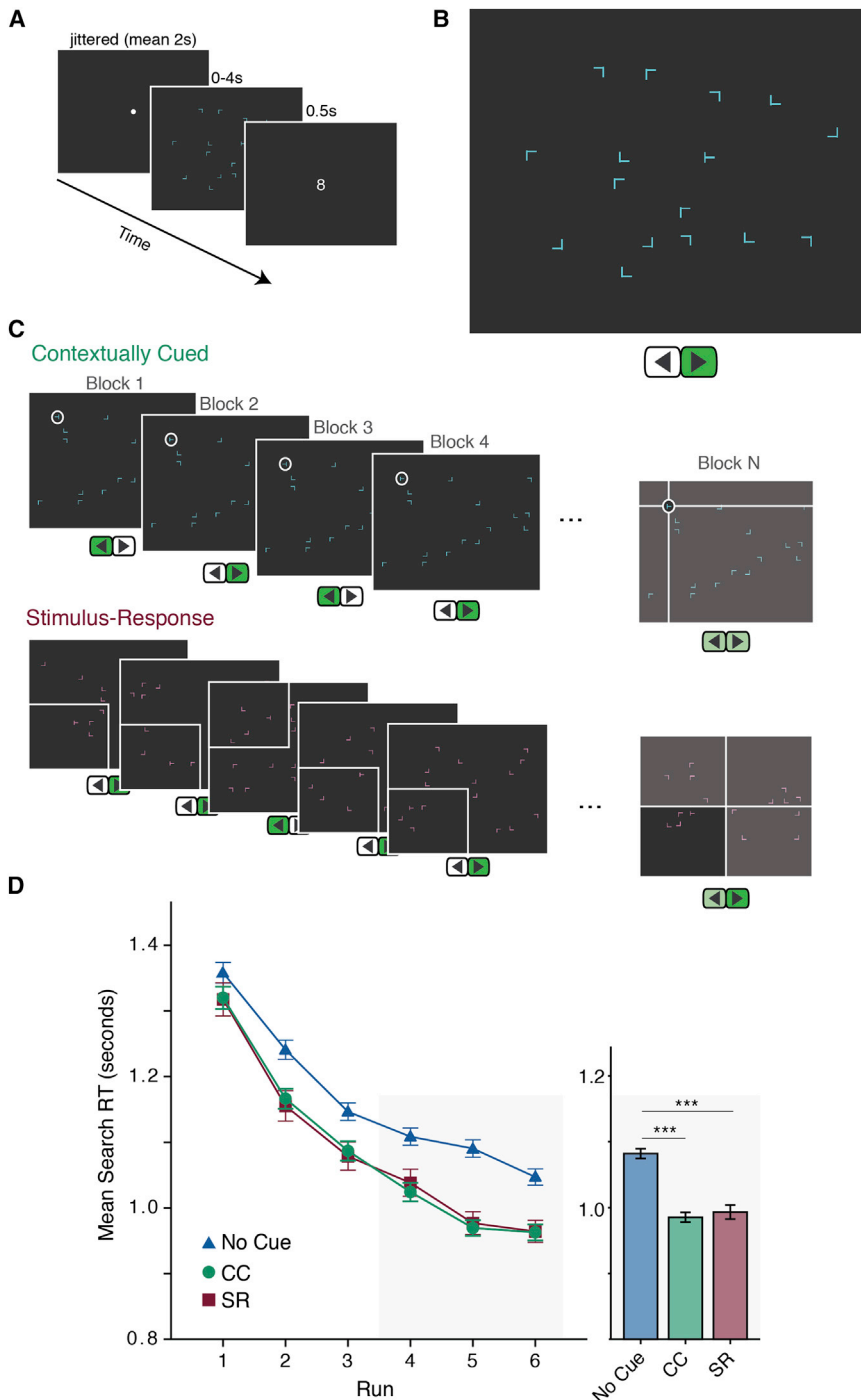 A
jittered (mean 2s)
0-4s
0.5s
8
Time
B
C
Contextually Cued
Block 1
Block 2
Block 3
Block 4
...
Block N
Stimulus-Response
...
D
Mean Search RT (seconds)
1.4
1.2
1.0
0.8
No Cue
CC
SR
1 2 3 4 5 6
Run
1.2
1.0
***
***
No Cue
CC
SR